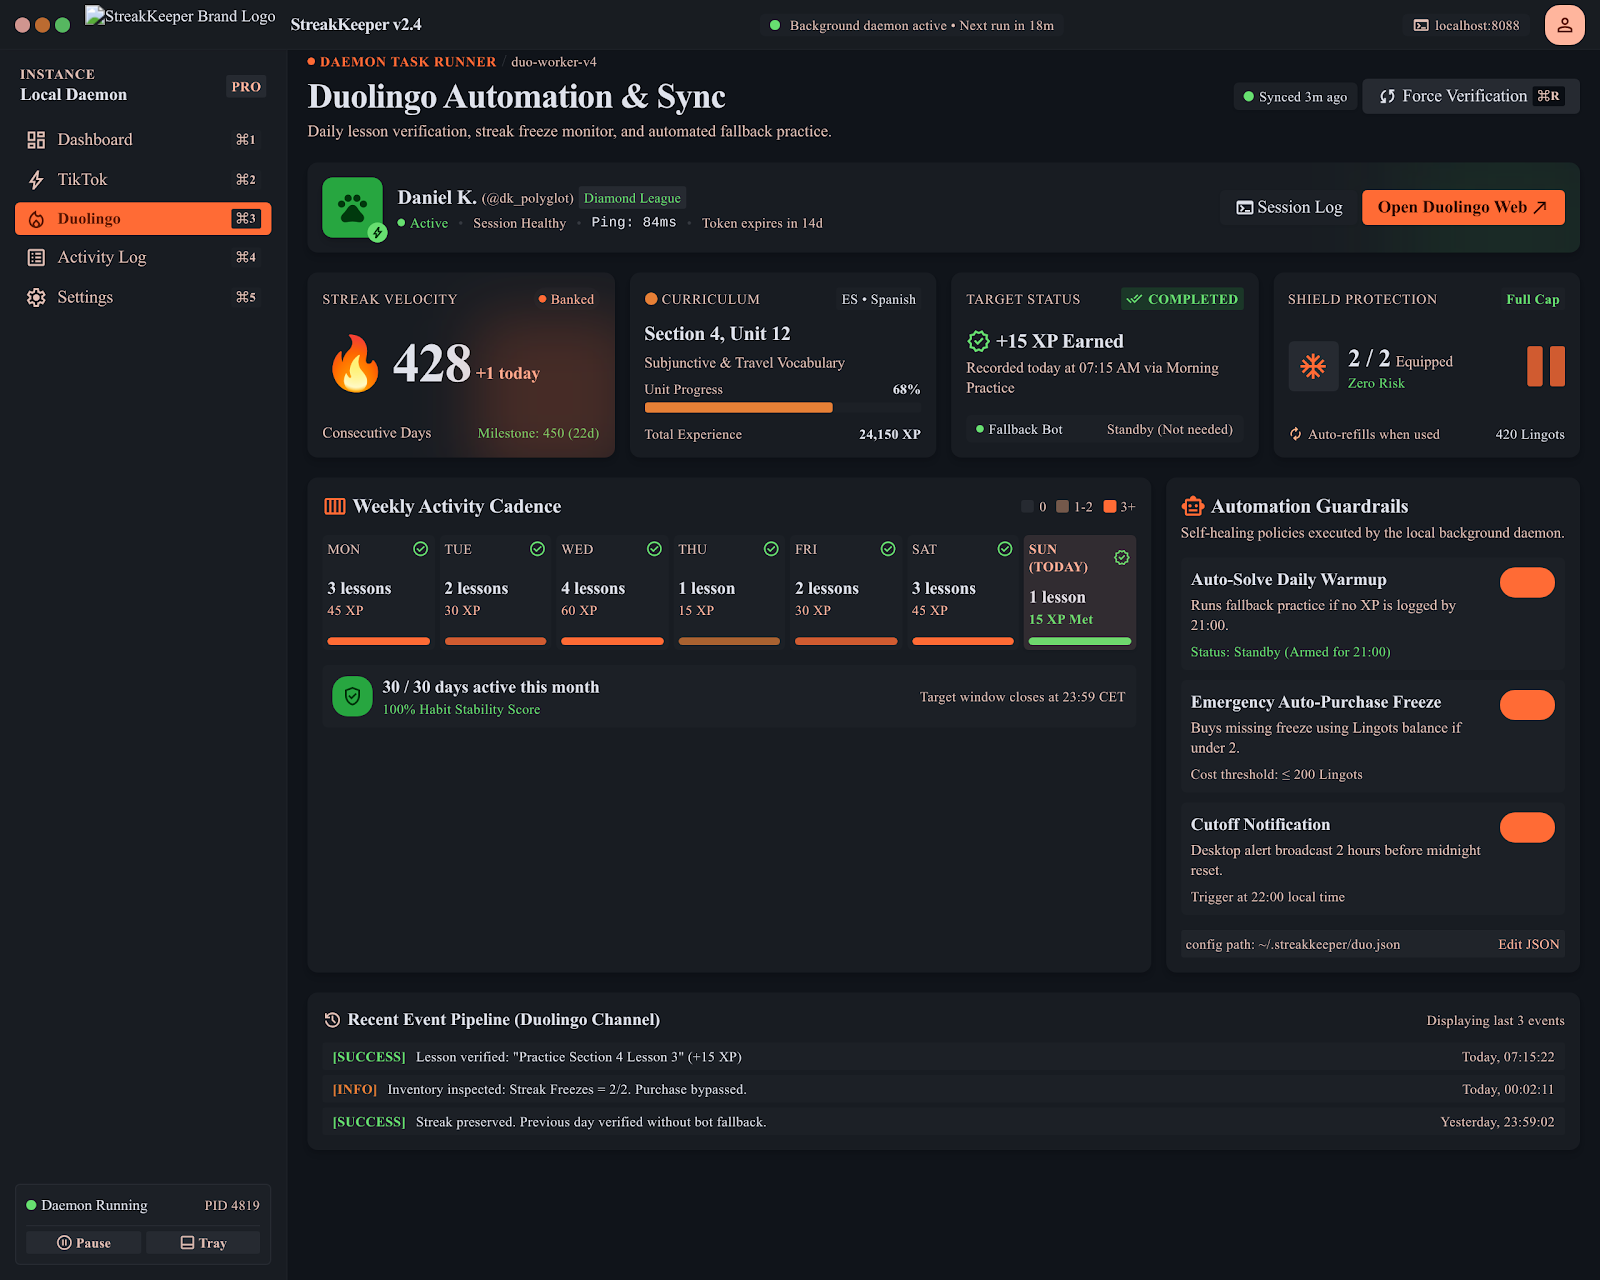 StreakKeeper Brand Logo
StreakKeeper v2.4
Background daemon active • Next run in 18m
localhost:8088
INSTANCE
Local Daemon
PRO
Dashboard ⌘1
TikTok ⌘2
Duolingo ⌘3
Activity Log ⌘4
Settings ⌘5
DAEMON TASK RUNNER / duo-worker-v4
Duolingo Automation & Sync
Daily lesson verification, streak freeze monitor, and automated fallback practice.
Synced 3m ago
Force Verification ⌘R
Daniel K. (@dk_polyglot) Diamond League
Active • Session Healthy • Ping: 84ms • Token expires in 14d
Session Log
Open Duolingo Web
STREAK VELOCITY
Banked
428 +1 today
Consecutive Days
Milestone: 450 (22d)
CURRICULUM
ES • Spanish
Section 4, Unit 12
Subjunctive & Travel Vocabulary
Unit Progress 68%
Total Experience 24,150 XP
TARGET STATUS
COMPLETED
+15 XP Earned
Recorded today at 07:15 AM via Morning
Practice
Fallback Bot
Standby (Not needed)
SHIELD PROTECTION
Full Cap
2 / 2 Equipped
Zero Risk
Auto-refills when used
420 Lingots
Weekly Activity Cadence
0 1-2 3+
MON
3 lessons
45 XP
TUE
2 lessons
30 XP
WED
4 lessons
60 XP
THU
1 lesson
15 XP
FRI
2 lessons
30 XP
SAT
3 lessons
45 XP
SUN
(TODAY)
1 lesson
15 XP Met
30 / 30 days active this month
100% Habit Stability Score
Target window closes at 23:59 CET
Automation Guardrails
Self-healing policies executed by the local background daemon.
Auto-Solve Daily Warmup
Runs fallback practice if no XP is logged by
21:00.
Status: Standby (Armed for 21:00)
Emergency Auto-Purchase Freeze
Buys missing freeze using Lingots balance if
under 2.
Cost threshold: ≤ 200 Lingots
Cutoff Notification
Desktop alert broadcast 2 hours before midnight
reset.
Trigger at 22:00 local time
config path: ~/.streakkeeper/duo.json
Edit JSON
Recent Event Pipeline (Duolingo Channel)
Displaying last 3 events
[SUCCESS] Lesson verified: "Practice Section 4 Lesson 3" (+15 XP) Today, 07:15:22
[INFO] Inventory inspected: Streak Freezes = 2/2. Purchase bypassed. Today, 00:02:11
[SUCCESS] Streak preserved. Previous day verified without bot fallback. Yesterday, 23:59:02
Daemon Running
PID 4819
Pause
Tray